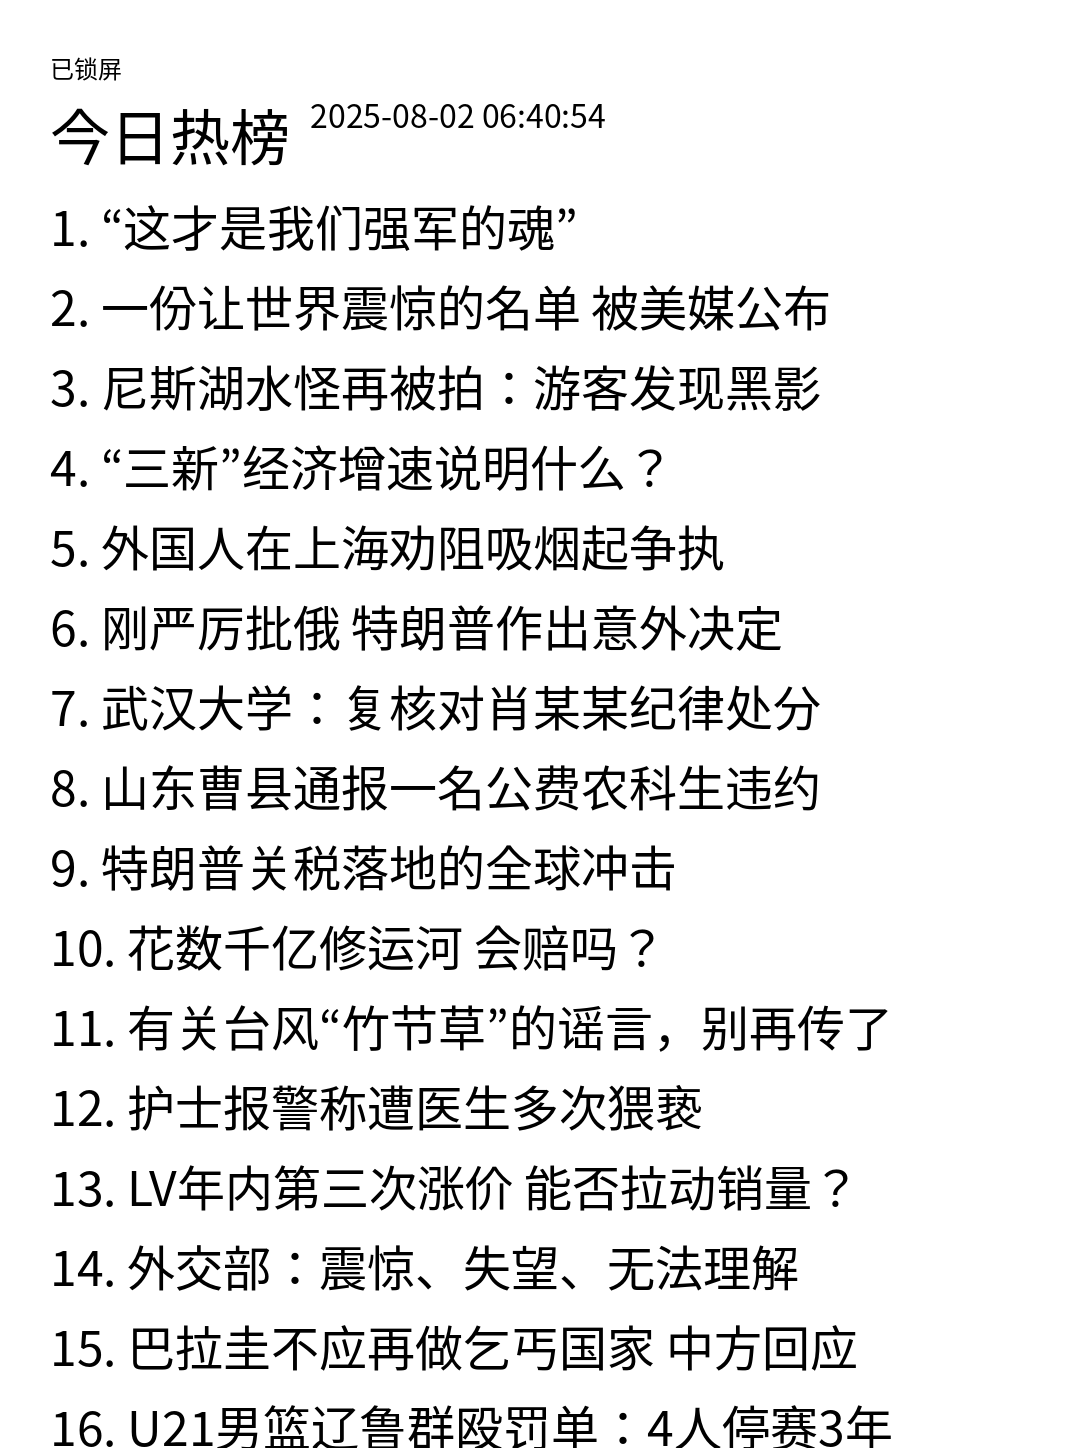 已锁屏
今日热榜 2025-08-02 06:40:54
1. “这才是我们强军的魂”
2. 一份让世界震惊的名单 被美媒公布
3. 尼斯湖水怪再被拍：游客发现黑影
4. “三新”经济增速说明什么？
5. 外国人在上海劝阻吸烟起争执
6. 刚严厉批俄 特朗普作出意外决定
7. 武汉大学：复核对肖某某纪律处分
8. 山东曹县通报一名公费农科生违约
9. 特朗普关税落地的全球冲击
10. 花数千亿修运河 会赔吗？
11. 有关台风“竹节草”的谣言，别再传了
12. 护士报警称遭医生多次猥亵
13. LV年内第三次涨价 能否拉动销量？
14. 外交部：震惊、失望、无法理解
15. 巴拉圭不应再做乞丐国家 中方回应
16. U21男篮辽鲁群殴罚单：4人停赛3年